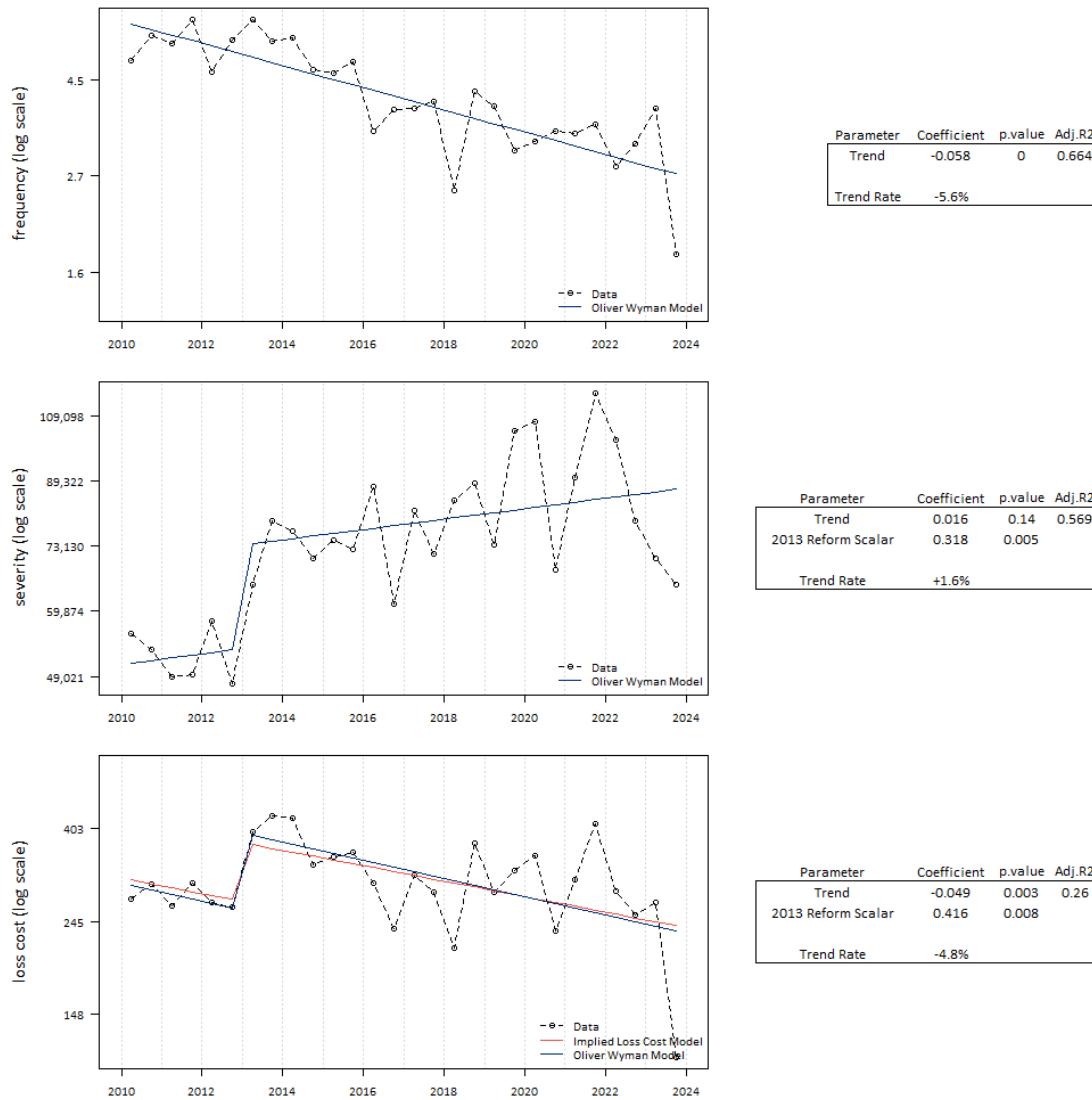 frequency (log scale)
4.5
2.7
1.6
Data
Oliver Wyman Model
2010 2012 2014 2016 2018 2020 2022 2024
Parameter Coefficient p.value Adj.R2
Trend -0.058 0 0.664
Trend Rate -5.6%
severity (log scale)
109,098
89,322
73,130
59,874
49,021
Data
Oliver Wyman Model
2010 2012 2014 2016 2018 2020 2022 2024
Parameter Coefficient p.value Adj.R2
Trend 0.016 0.14 0.569
2013 Reform Scalar 0.318 0.005
Trend Rate +1.6%
loss cost (log scale)
403
245
148
Data
Implied Loss Cost Model
Oliver Wyman Model
2010 2012 2014 2016 2018 2020 2022 2024
Parameter Coefficient p.value Adj.R2
Trend -0.049 0.003 0.26
2013 Reform Scalar 0.416 0.008
Trend Rate -4.8%